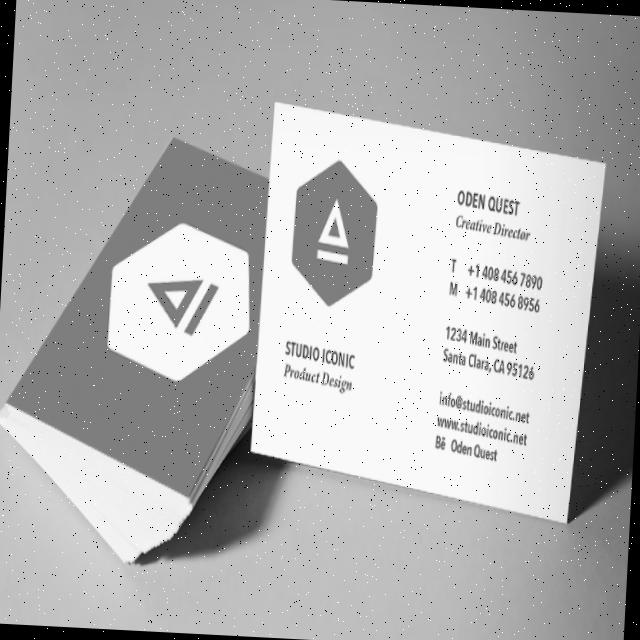 ODEN QUEST
Creative Director
T +1 408 456 7890
M +1 408 456 8956
1234 Main Street
Santa Clara, CA 95126
info@studioiconic.net
www.studioiconic.net
Bē Oden Quest
STUDIO ICONIC
Product Design